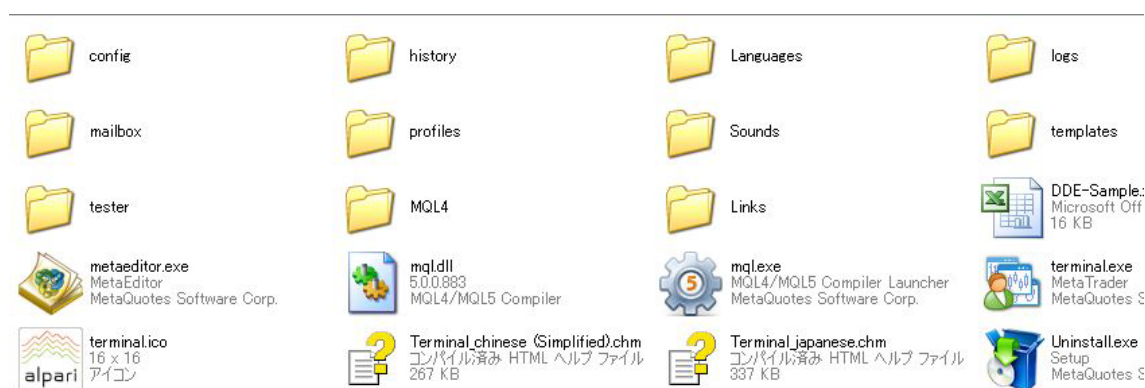 config
history
Languages
logs
mailbox
profiles
Sounds
templates
tester
MQL4
Links
DDE-Sample.
Microsoft Off
16 KB
metaeditor.exe
MetaEditor
MetaQuotes Software Corp.
mql.dll
5.0.0.883
MQL4/MQL5 Compiler
5
mql.exe
MQL4/MQL5 Compiler Launcher
MetaQuotes Software Corp.
terminal.exe
MetaTrader
MetaQuotes S
alpari
terminal.ico
16 x 16
アイコン
Terminal_chinese (Simplified).chm
コンパイル済み HTML ヘルプ ファイル
267 KB
Terminal_japanese.chm
コンパイル済み HTML ヘルプ ファイル
337 KB
Uninstall.exe
Setup
MetaQuotes S